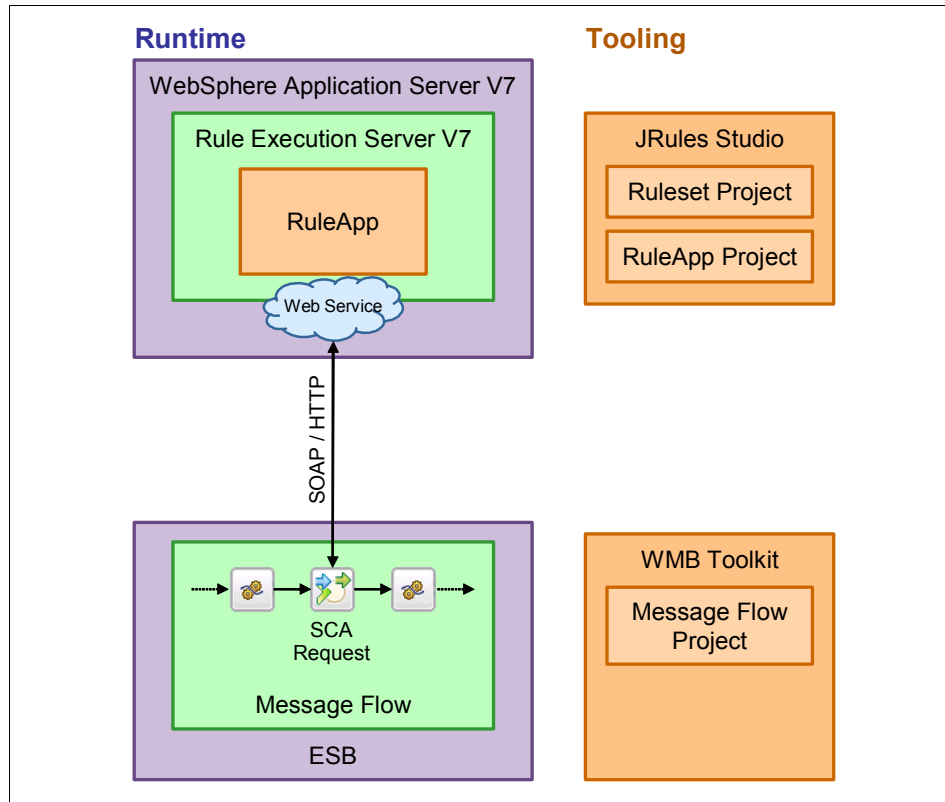 Runtime
Tooling
WebSphere Application Server V7
Rule Execution Server V7
RuleApp
Web Service
JRules Studio
Ruleset Project
RuleApp Project
SOAP / HTTP
SCA
Request
Message Flow
ESB
WMB Toolkit
Message Flow
Project